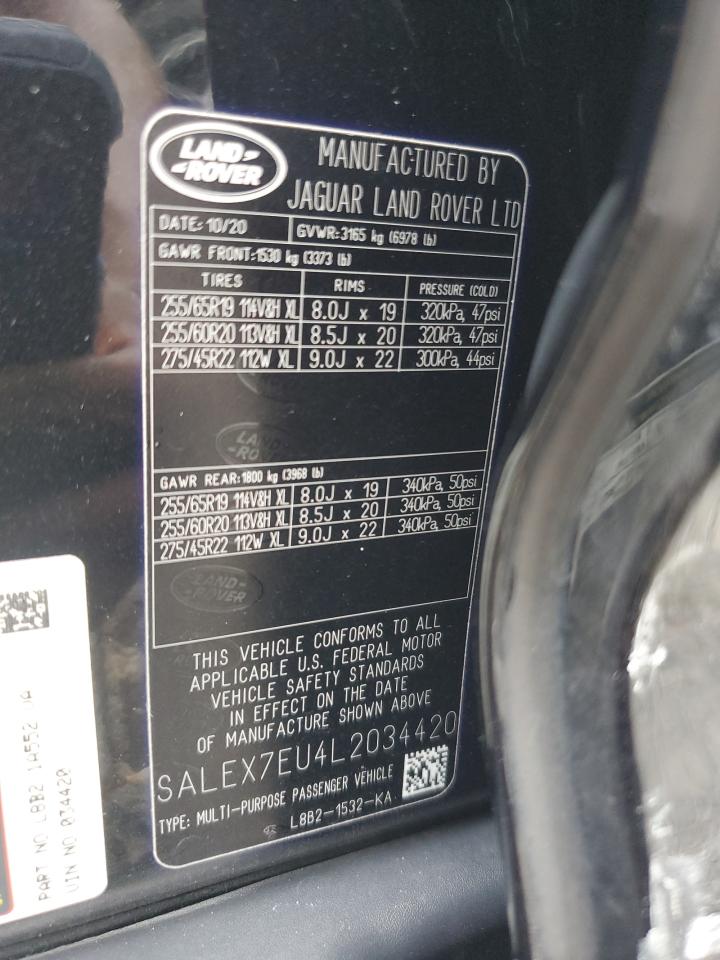 LAND ROVER
MANUFACTURED BY
JAGUAR LAND ROVER LTD
DATE: 10/20 GVWR: 3165 kg (6978 lb)
GAWR FRONT: 1530 kg (3373 lb)
TIRES RIMS PRESSURE (COLD)
255/65R19 114V&H XL 8.0J x 19 320kPa, 47psi
255/60R20 113V&H XL 8.5J x 20 320kPa, 47psi
275/45R22 112W XL 9.0J x 22 300kPa, 44psi
GAWR REAR: 1800 kg (3968 lb)
255/65R19 114V&H XL 8.0J x 19 340kPa, 50psi
255/60R20 113V&H XL 8.5J x 20 340kPa, 50psi
275/45R22 112W XL 9.0J x 22 340kPa, 50psi
LAND ROVER
THIS VEHICLE CONFORMS TO ALL
APPLICABLE U.S. FEDERAL MOTOR
VEHICLE SAFETY STANDARDS
IN EFFECT ON THE DATE
OF MANUFACTURE SHOWN ABOVE
SALEX7EU4L2034420
TYPE: MULTI-PURPOSE PASSENGER VEHICLE
L8B2-1532-KA
PART NO L8B2 1A552
VIN NO 034420